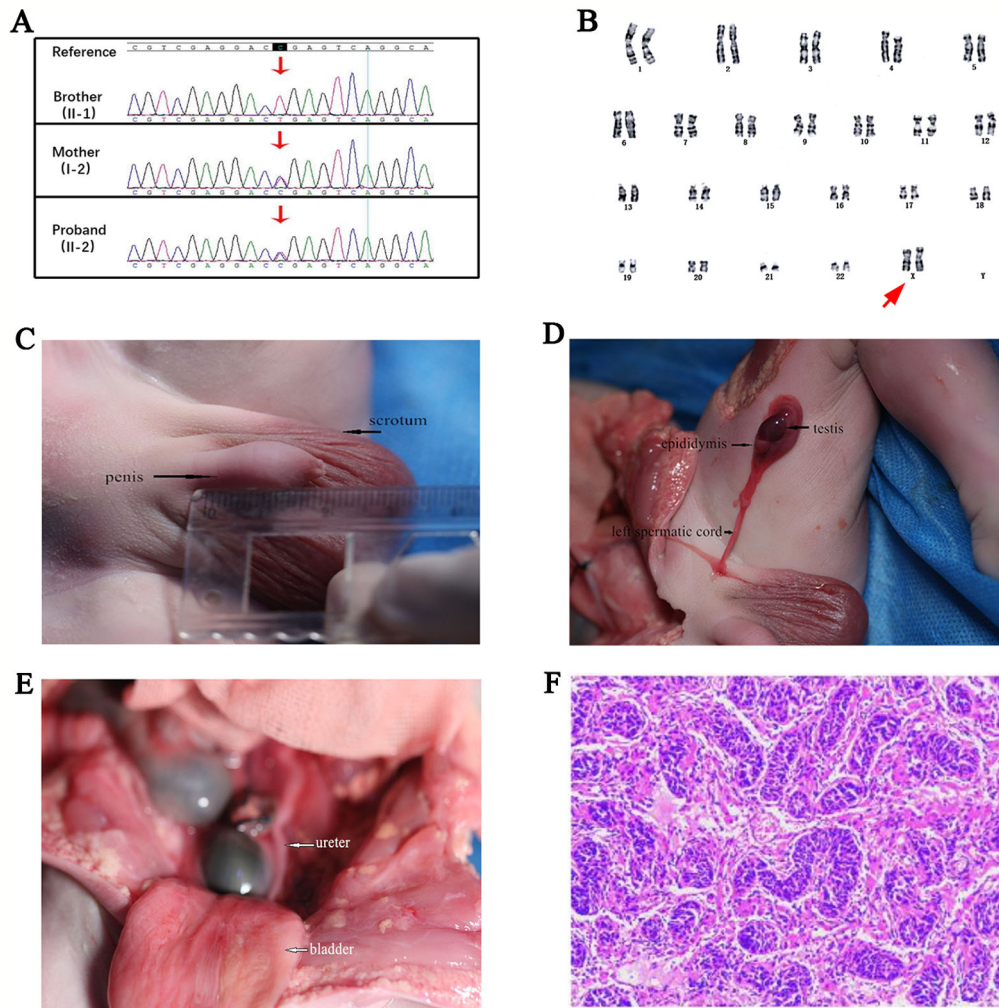 A
Reference
C G T C G A G G A C C G A G T C A G G C A
Brother
(II-1)
C G T C G A G G A C T G A G T C A G G C A
Mother
(I-2)
C G T C G A G G A C C G A G T C A G G C A
Proband
(II-2)
C G T C G A G G A C C G A G T C A G G C A
B
1 2 3 4 5
6 7 8 9 10 11 12
13 14 15 16 17 18
19 20 21 22 X Y
C
scrotum
penis
D
testis
epididymis
left spermatic cord
E
ureter
bladder
F